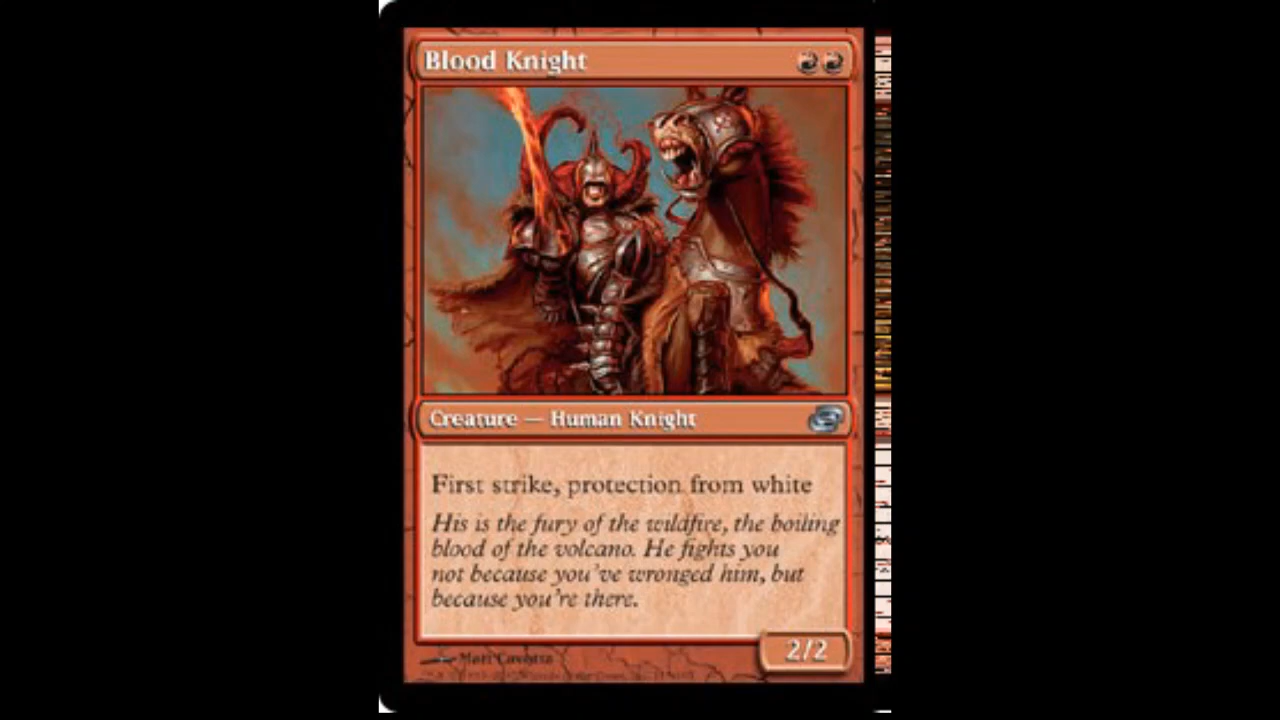 Blood Knight
Creature — Human Knight
First strike, protection from white
His is the fury of the wildfire, the boiling
blood of the volcano. He fights you
not because you've wronged him, but
because you're there.
2/2
Matt Cavotta